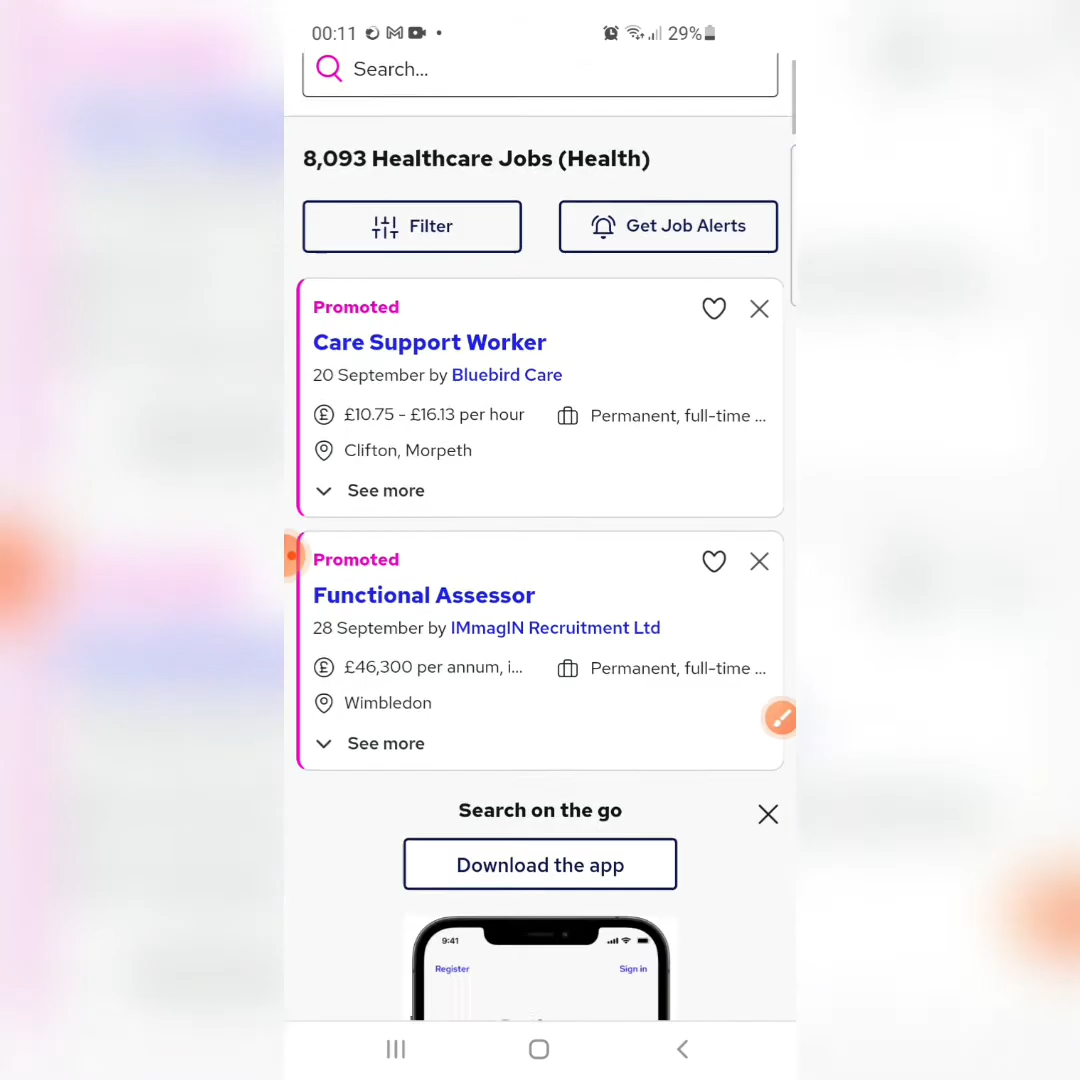 00:11
29%
Search...
8,093 Healthcare Jobs (Health)
Filter
Get Job Alerts
Promoted
Care Support Worker
20 September by Bluebird Care
£10.75 - £16.13 per hour
Permanent, full-time ...
Clifton, Morpeth
See more
Promoted
Functional Assessor
28 September by IMmagIN Recruitment Ltd
£46,300 per annum, i...
Permanent, full-time ...
Wimbledon
See more
Search on the go
Download the app
9:41
Register
Sign in